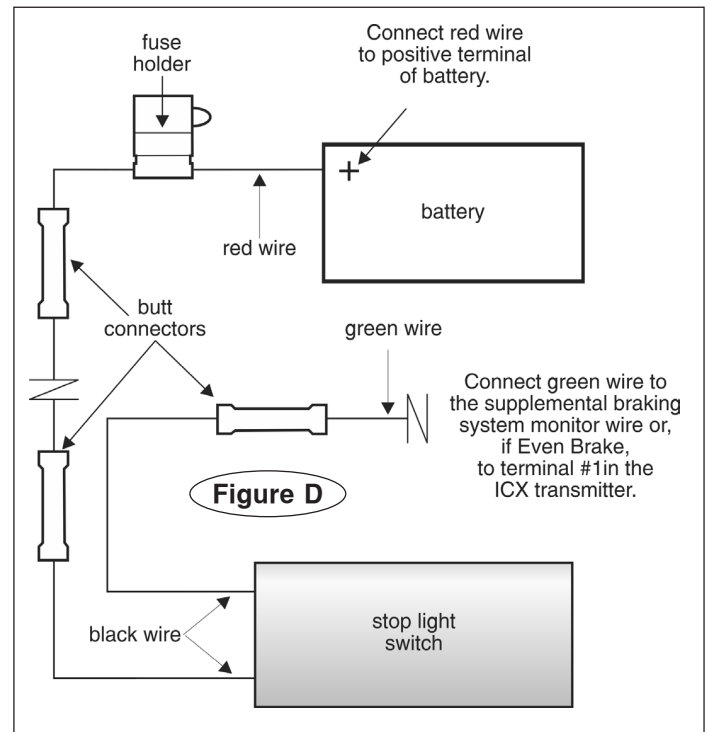 Connect red wire
to positive terminal
of battery.
fuse
holder
+
battery
red wire
butt
connectors
green wire
Connect green wire to
the supplemental braking
system monitor wire or,
if Even Brake,
to terminal #1in the
ICX transmitter.
Figure D
black wire
stop light
switch